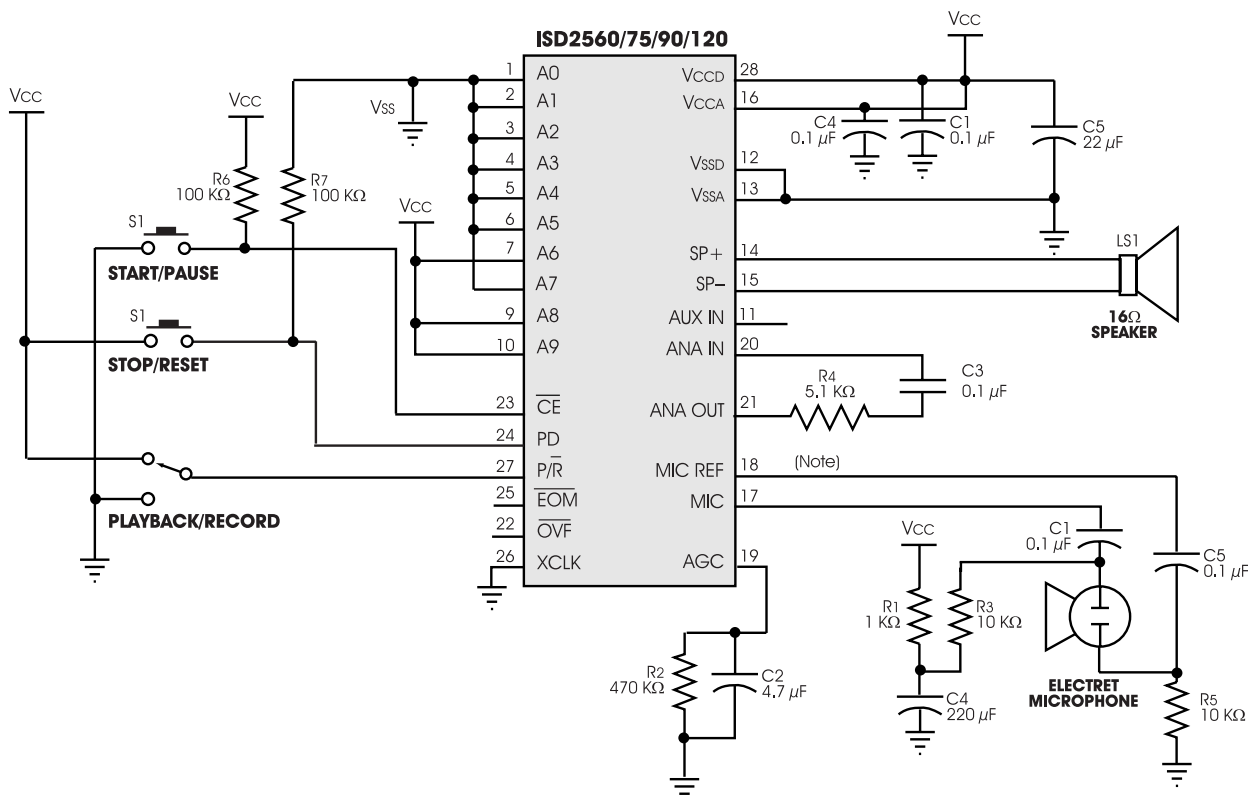 ISD2560/75/90/120
VCC
VCC
VCC
VSS
R6
100 KΩ
R7
100 KΩ
S1
START/PAUSE
S1
STOP/RESET
VCC
PLAYBACK/RECORD
1 A0
2 A1
3 A2
4 A3
5 A4
6 A5
7 A6
A7
9 A8
10 A9
23 CE
24 PD
27 P/R
25 EOM
22 OVF
26 XCLK
VCCD 28
VCCA 16
VSSD 12
VSSA 13
SP+ 14
SP– 15
AUX IN 11
ANA IN 20
ANA OUT 21
MIC REF 18
MIC 17
AGC 19
C4
0.1 µF
C1
0.1 µF
C5
22 µF
LS1
16Ω
SPEAKER
R4
5.1 KΩ
C3
0.1 µF
(Note)
C1
0.1 µF
C5
0.1 µF
VCC
R1
1 KΩ
R3
10 KΩ
C4
220 µF
ELECTRET
MICROPHONE
R5
10 KΩ
R2
470 KΩ
C2
4.7 µF